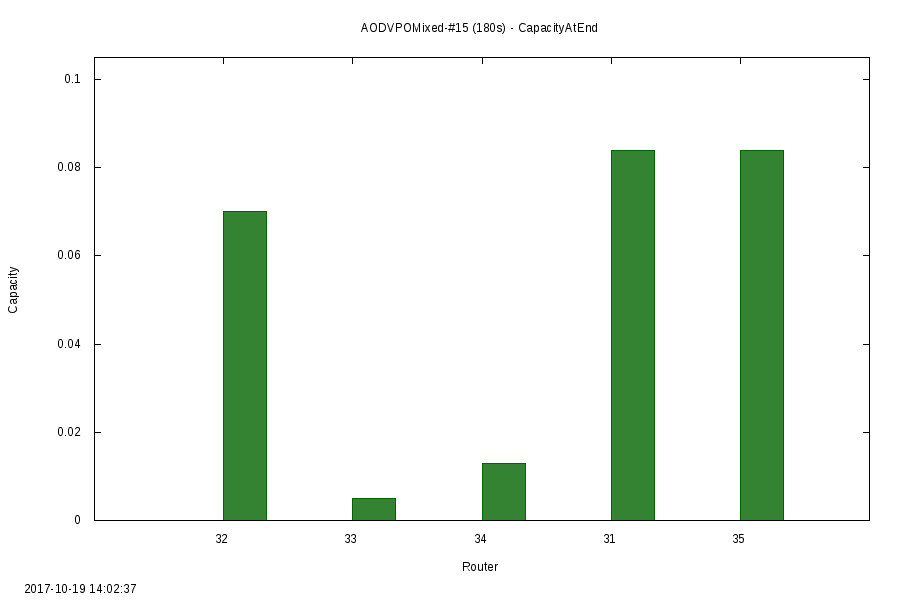 AODVPOMixed-#15 (180s) - CapacityAtEnd
0.1
0.08
0.06
0.04
0.02
0
Capacity
32 33 34 31 35
Router
2017-10-19 14:02:37